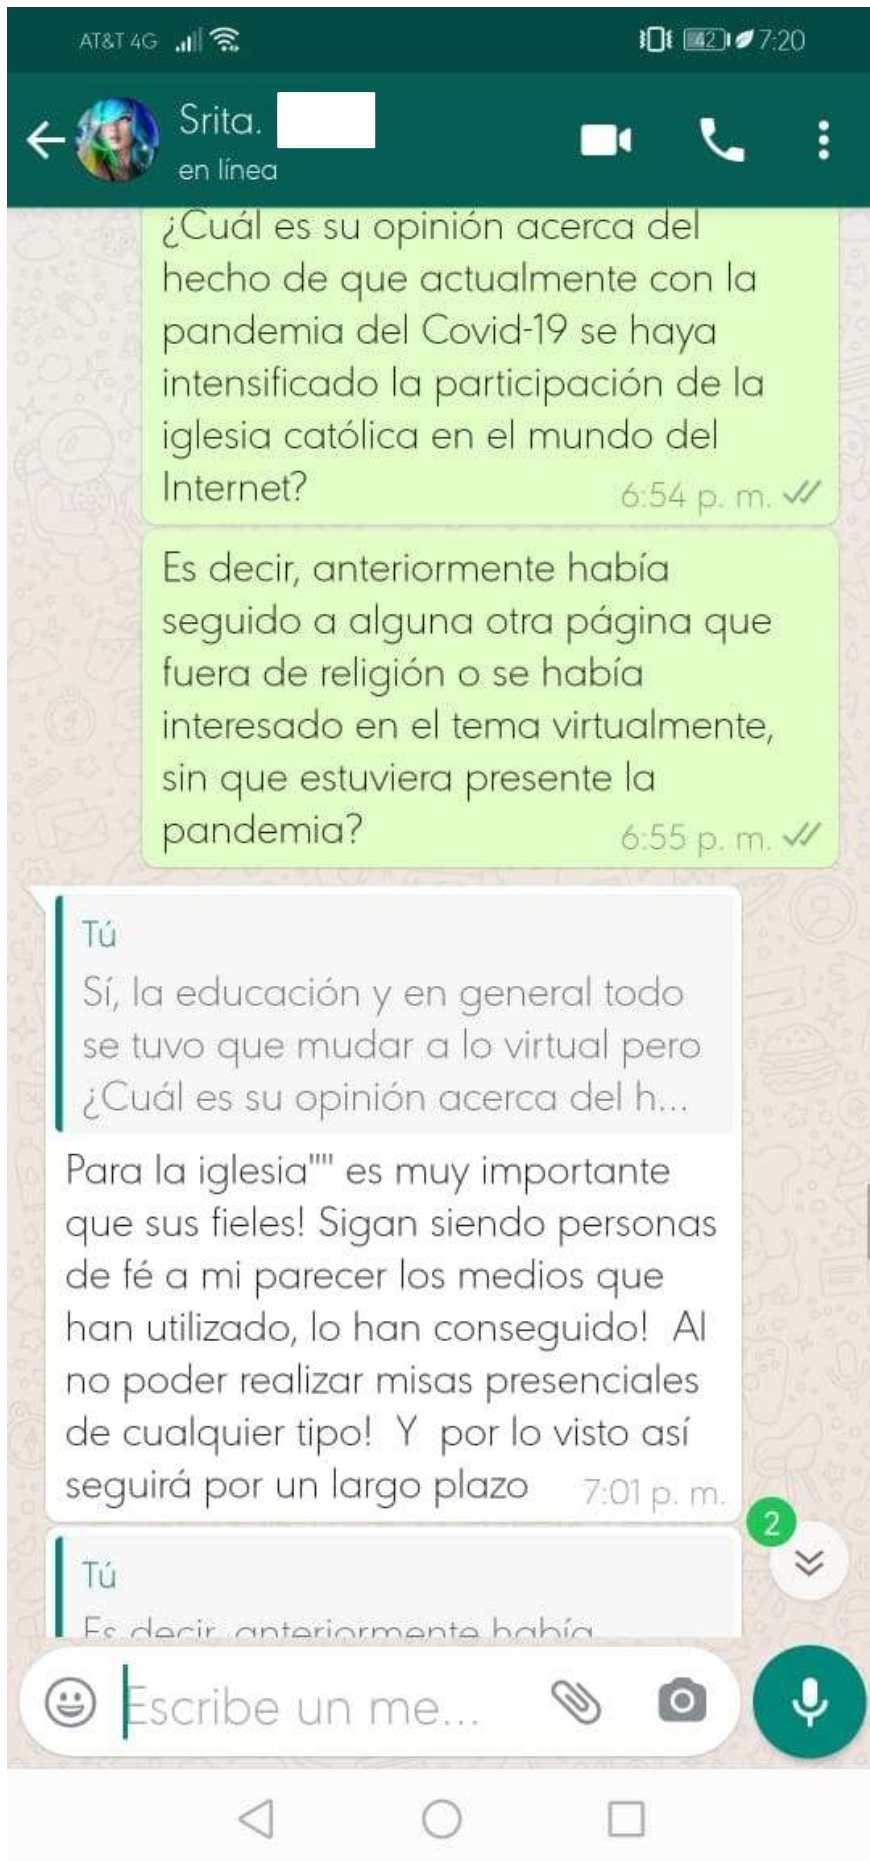 AT&T 4G 42 7:20
Srita.
en línea
¿Cuál es su opinión acerca del
hecho de que actualmente con la
pandemia del Covid-19 se haya
intensificado la participación de la
iglesia católica en el mundo del
Internet?
6:54 p. m.
Es decir, anteriormente había
seguido a alguna otra página que
fuera de religión o se había
interesado en el tema virtualmente,
sin que estuviera presente la
pandemia?
6:55 p. m.
Tú
Sí, la educación y en general todo
se tuvo que mudar a lo virtual pero
¿Cuál es su opinión acerca del h...
Para la iglesia"" es muy importante
que sus fieles! Sigan siendo personas
de fé a mi parecer los medios que
han utilizado, lo han conseguido!  Al
no poder realizar misas presenciales
de cualquier tipo!  Y  por lo visto así
seguirá por un largo plazo
7:01 p. m.
2
Tú
Es decir, anteriormente había
Escribe un me...